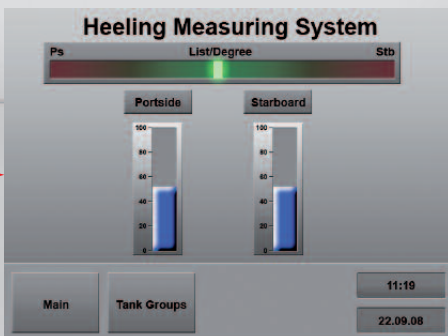 Heeling Measuring System
Ps List/Degree Stb
Portside Starboard
100 100
80 80
60 60
40 40
20 20
0 0
Main Tank Groups
11:19
22.09.08